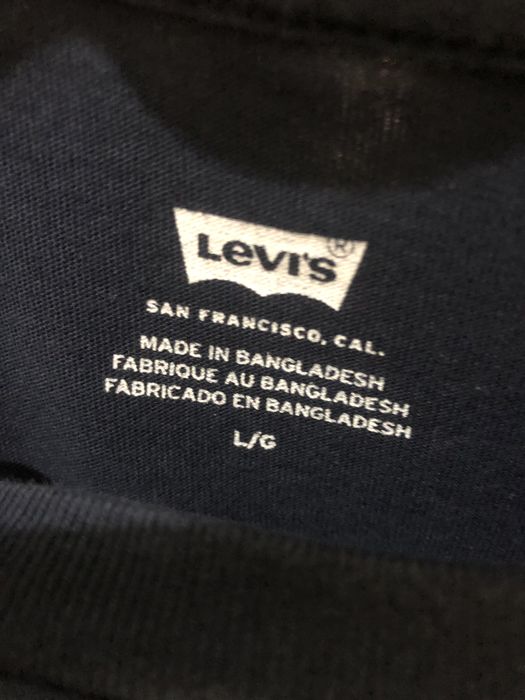 Levi's®
SAN FRANCISCO, CAL.
MADE IN BANGLADESH
FABRIQUE AU BANGLADESH
FABRICADO EN BANGLADESH
L/G